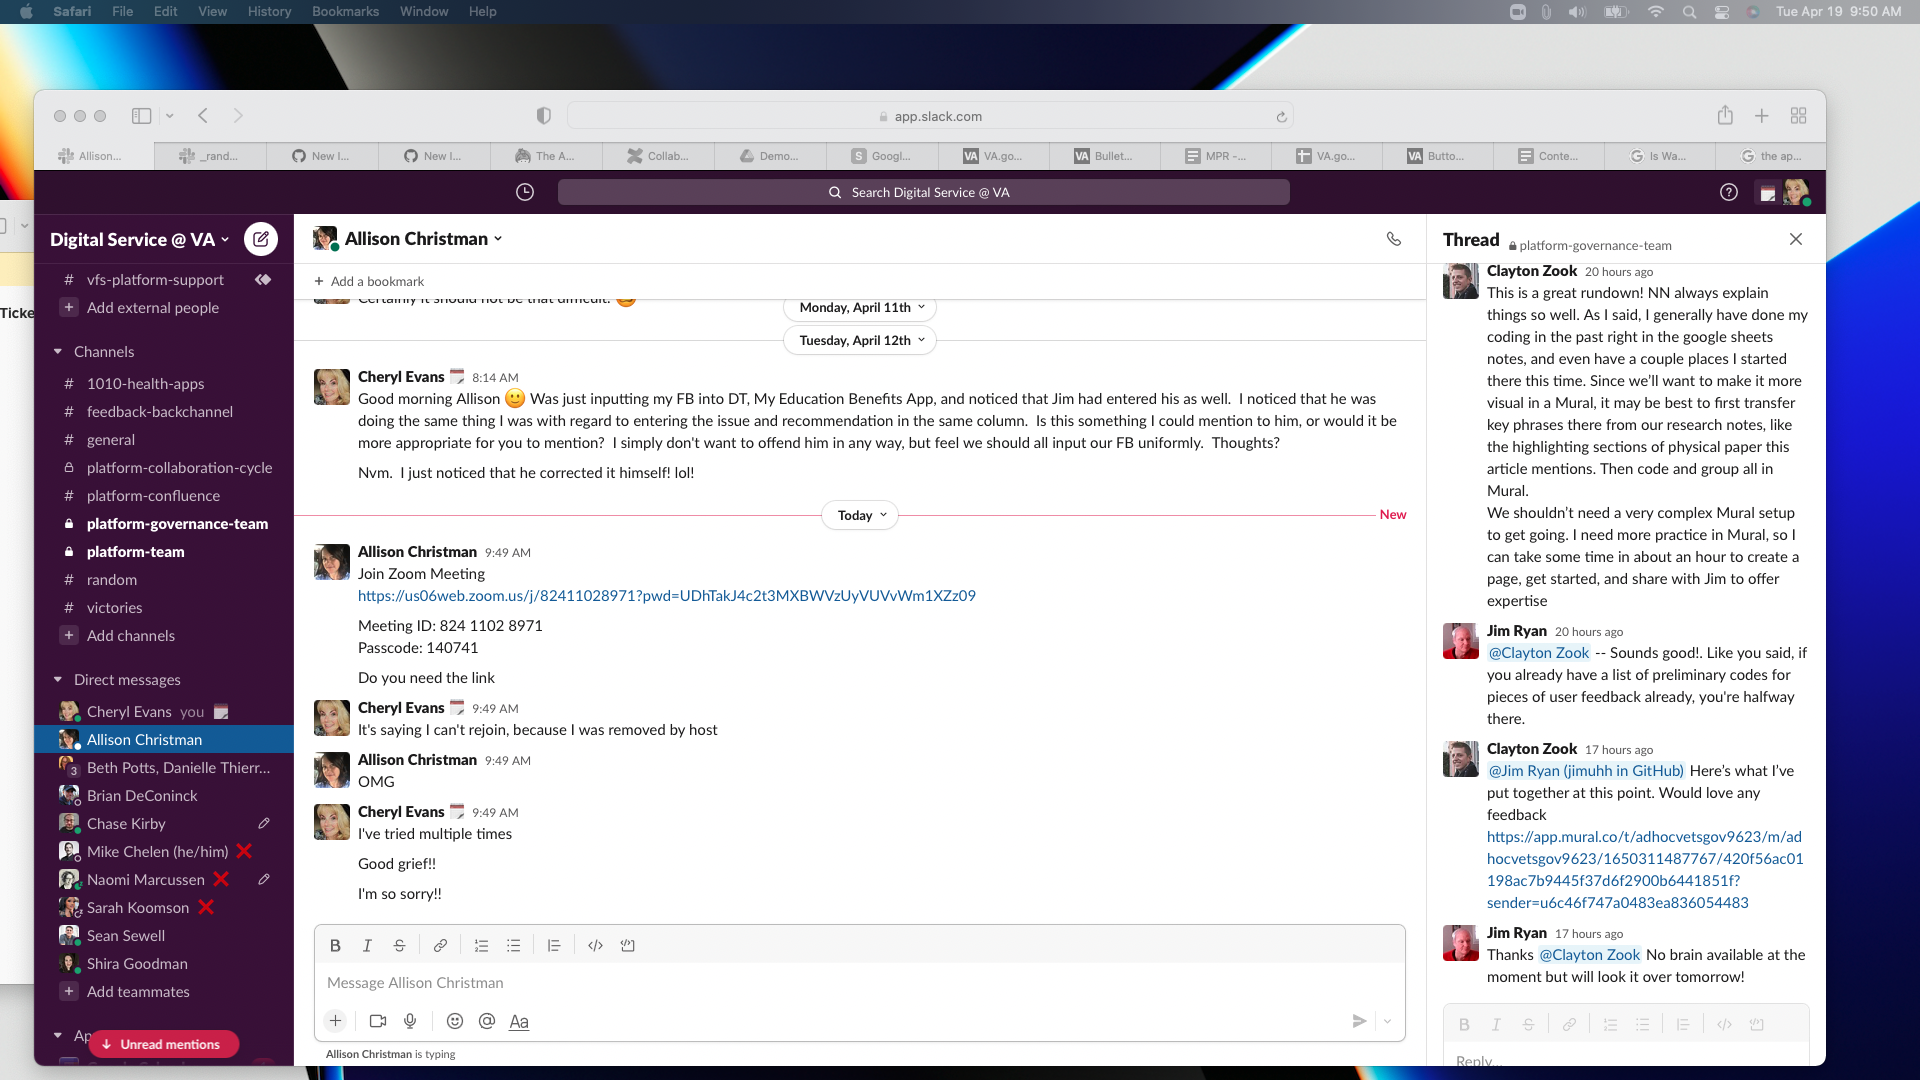 Safari File Edit View History Bookmarks Window Help
Tue Apr 19 9:50 AM
app.slack.com
Allison...
_rand...
New I...
New I...
The A...
Collab...
Demo...
S Googl...
VA VA.go...
VA Bullet...
MPR -...
VA.go...
VA Butto...
Conte...
G Is Wa...
G the ap...
Search Digital Service @ VA
Ticke
Digital Service @ VA
# vfs-platform-support
+ Add external people
Channels
# 1010-health-apps
# feedback-backchannel
# general
platform-collaboration-cycle
# platform-confluence
platform-governance-team
platform-team
# random
# victories
+ Add channels
Direct messages
Cheryl Evans you
Allison Christman
3 Beth Potts, Danielle Thierr...
Brian DeConinck
Chase Kirby
Mike Chelen (he/him)
Naomi Marcussen
Sarah Koomson
Sean Sewell
Shira Goodman
+ Add teammates
Ap
Unread mentions
Allison Christman
+ Add a bookmark
Certainly it should not be that difficult.
Monday, April 11th
Tuesday, April 12th
Cheryl Evans 8:14 AM
Good morning Allison Was just inputting my FB into DT, My Education Benefits App, and noticed that Jim had entered his as well. I noticed that he was
doing the same thing I was with regard to entering the issue and recommendation in the same column. Is this something I could mention to him, or would it be
more appropriate for you to mention? I simply don't want to offend him in any way, but feel we should all input our FB uniformly. Thoughts?
Nvm. I just noticed that he corrected it himself! lol!
Today
New
Allison Christman 9:49 AM
Join Zoom Meeting
https://us06web.zoom.us/j/82411028971?pwd=UDhTakJ4c2t3MXBWVzUyVUVvWm1XZz09
Meeting ID: 824 1102 8971
Passcode: 140741
Do you need the link
Cheryl Evans 9:49 AM
It's saying I can't rejoin, because I was removed by host
Allison Christman 9:49 AM
OMG
Cheryl Evans 9:49 AM
I've tried multiple times
Good grief!!
I'm so sorry!!
B I S
Message Allison Christman
+ @ Aa
Allison Christman is typing
Thread platform-governance-team
Clayton Zook 20 hours ago
This is a great rundown! NN always explain
things so well. As I said, I generally have done my
coding in the past right in the google sheets
notes, and even have a couple places I started
there this time. Since we'll want to make it more
visual in a Mural, it may be best to first transfer
key phrases there from our research notes, like
the highlighting sections of physical paper this
article mentions. Then code and group all in
Mural.
We shouldn't need a very complex Mural setup
to get going. I need more practice in Mural, so I
can take some time in about an hour to create a
page, get started, and share with Jim to offer
expertise
Jim Ryan 20 hours ago
@Clayton Zook -- Sounds good!. Like you said, if
you already have a list of preliminary codes for
pieces of user feedback already, you're halfway
there.
Clayton Zook 17 hours ago
@Jim Ryan (jimuhh in GitHub) Here's what I've
put together at this point. Would love any
feedback
https://app.mural.co/t/adhocvetsgov9623/m/ad
hocvetsgov9623/1650311487767/420f56ac01
198ac7b9445f37d6f2900b6441851f?
sender=u6c46f747a0483ea836054483
Jim Ryan 17 hours ago
Thanks @Clayton Zook No brain available at the
moment but will look it over tomorrow!
B I S
Reply...